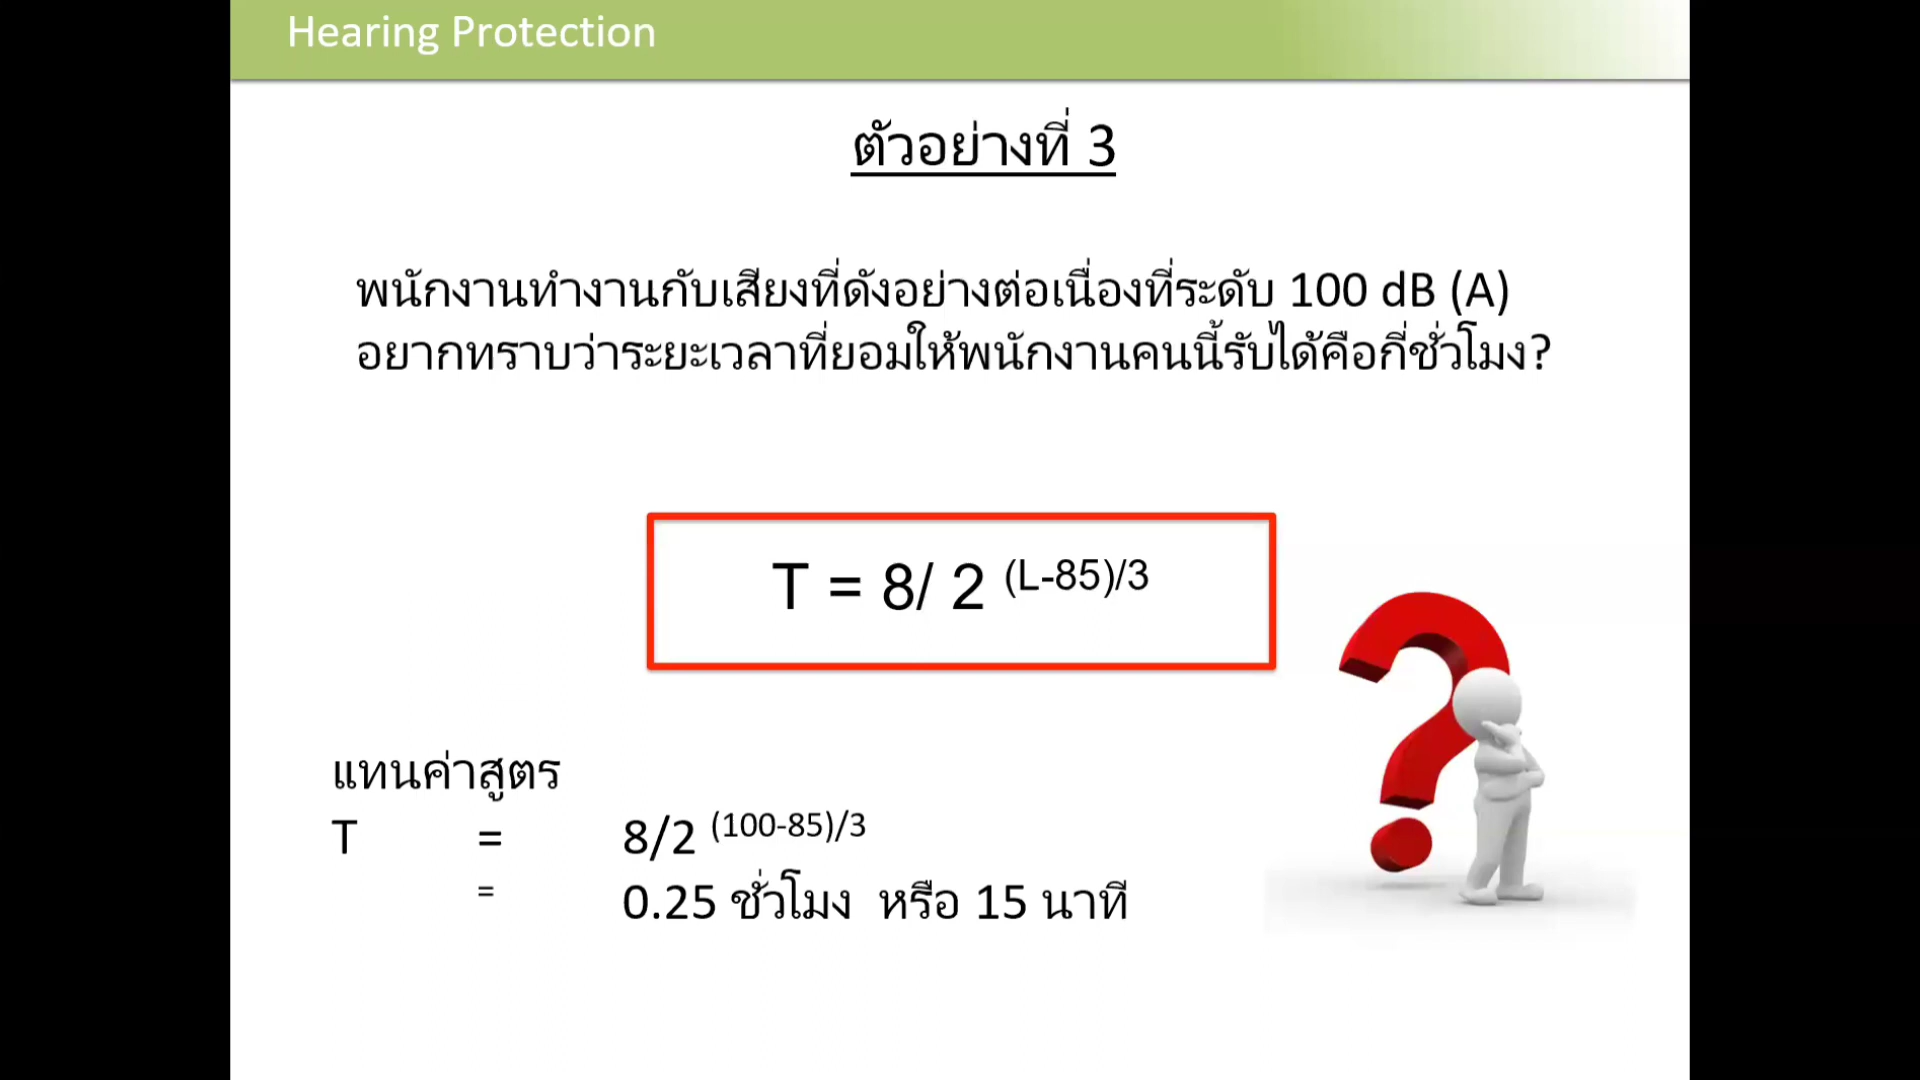 Hearing Protection
ตัวอย่างที่ 3
พนักงานทำงานกับเสียงที่ดังอย่างต่อเนื่องที่ระดับ 100 dB (A)
อยากทราบว่าระยะเวลาที่ยอมให้พนักงานคนนี้รับได้คือกี่ชั่วโมง?
T = 8/ 2 (L-85)/3
แทนค่าสูตร
T = 8/2 (100-85)/3
= 0.25 ชั่วโมง หรือ 15 นาที